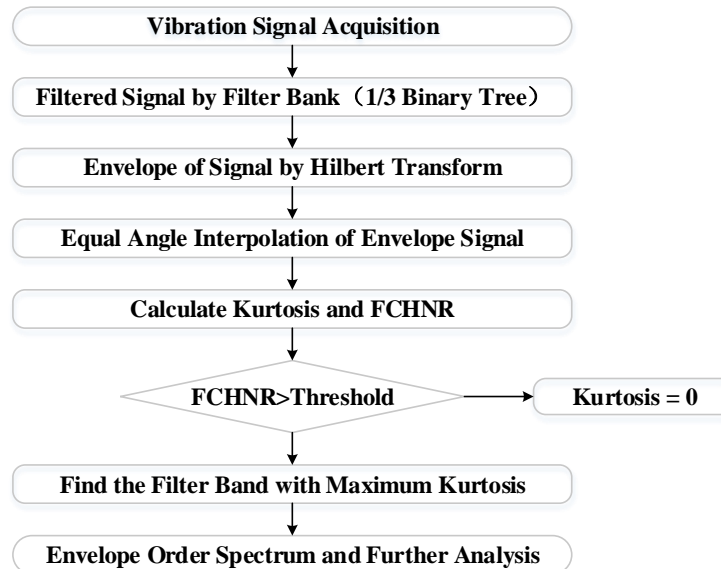 Vibration Signal Acquisition
Filtered Signal by Filter Bank（1/3 Binary Tree）
Envelope of Signal by Hilbert Transform
Equal Angle Interpolation of Envelope Signal
Calculate Kurtosis and FCHNR
FCHNR>Threshold
Kurtosis = 0
Find the Filter Band with Maximum Kurtosis
Envelope Order Spectrum and Further Analysis